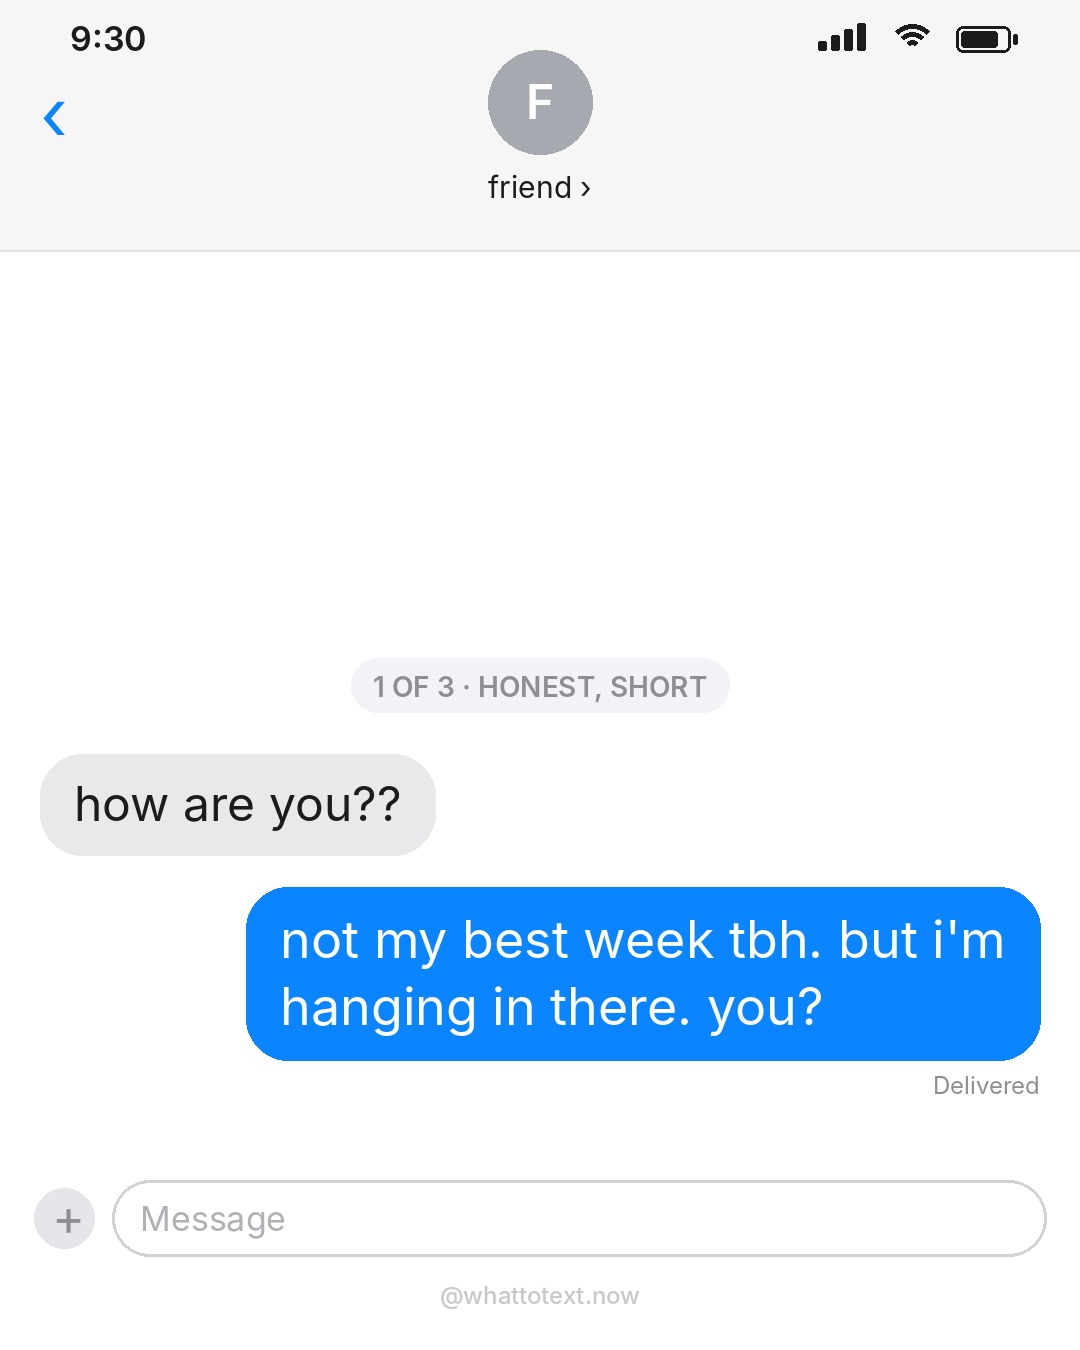 9:30
F
friend ›
1 OF 3 · HONEST, SHORT
how are you??
not my best week tbh. but i'm
hanging in there. you?
Delivered
+
Message
@whattotext.now